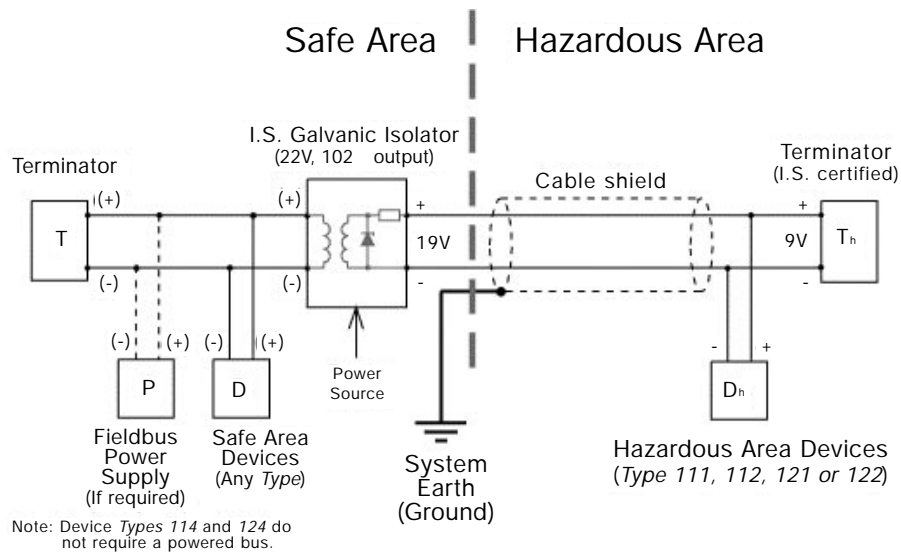 Safe Area
Hazardous Area
I.S. Galvanic Isolator
(22V, 102 output)
Terminator
Terminator
(I.S. certified)
Cable shield
(+)
(+)
+
+
T
19V
9V
Th
(-)
(-)
-
-
(-)
(+)
(-)
(+)
-
+
P
D
Power
Source
Dh
Fieldbus
Power
Supply
(If required)
Safe Area
Devices
(Any Type)
System
Earth
(Ground)
Hazardous Area Devices
(Type 111, 112, 121 or 122)
Note: Device Types 114 and 124 do
not require a powered bus.